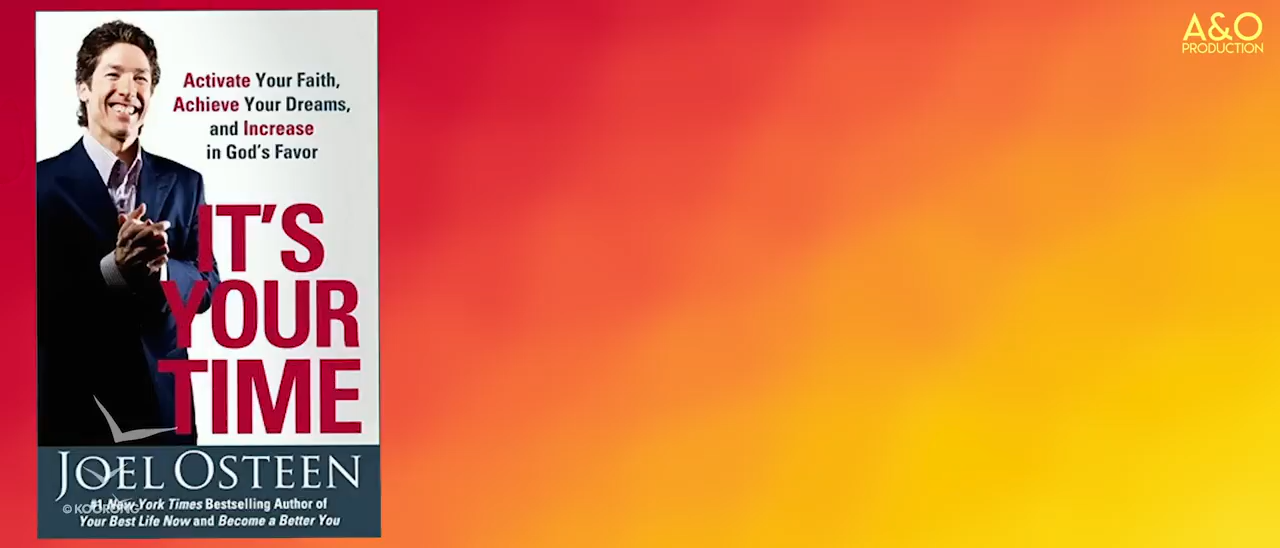 Activate Your Faith,
Achieve Your Dreams,
and Increase
in God's Favor
IT'S
YOUR
TIME
JOEL OSTEEN
#1 New York Times Bestselling Author of
Your Best Life Now and Become a Better You
© KOORONG
A&O
PRODUCTION